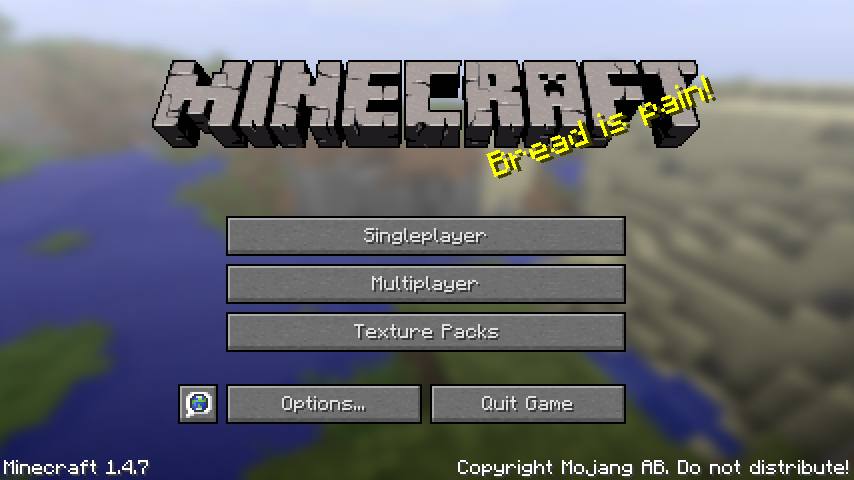 MINECRAFT
Bread is pain!
Singleplayer
Multiplayer
Texture Packs
Options...
Quit Game
Minecraft 1.4.7
Copyright Mojang AB. Do not distribute!